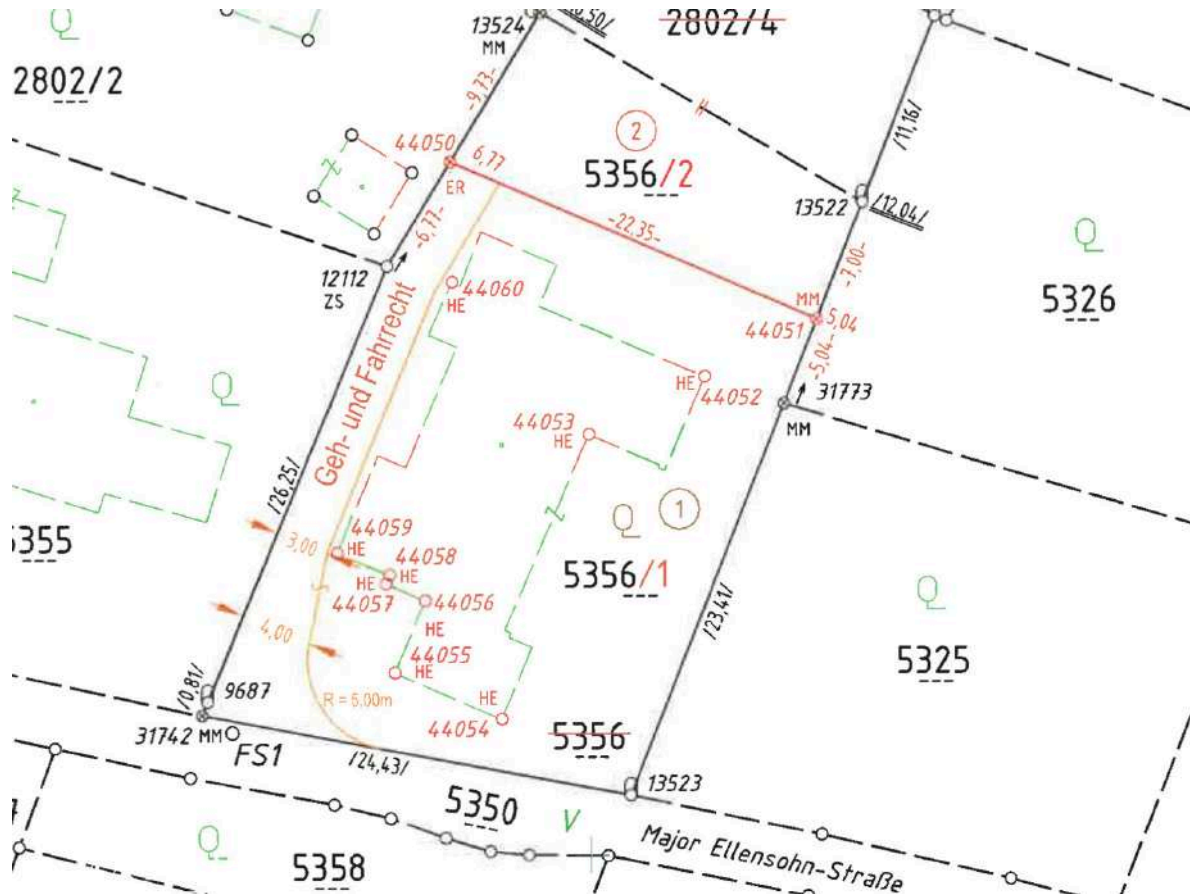 13524
MM
2802/4
Q
2802/2
-9,73-
/11,16/
44050
6,77
ER
2
5356/2
-6,77-
-22,35-
13522
/12,04/
Q
5326
12112
ZS
44060
HE
-7,00-
MM
44051
5,04
-5,04-
Geh- und Fahrrecht
HE
44052
31773
MM
44053
HE
Q
/26,25/
Q
1
5356/1
5355
3,00
44059
HE
44058
HE
HE
44057
44056
HE
/23,41/
Q
5325
4,00
44055
HE
/0,81/
9687
R = 5,00m
HE
44054
31742 MM
FS1
/24,43/
5356
13523
5350
V
Major Ellensohn-Straße
Q
5358